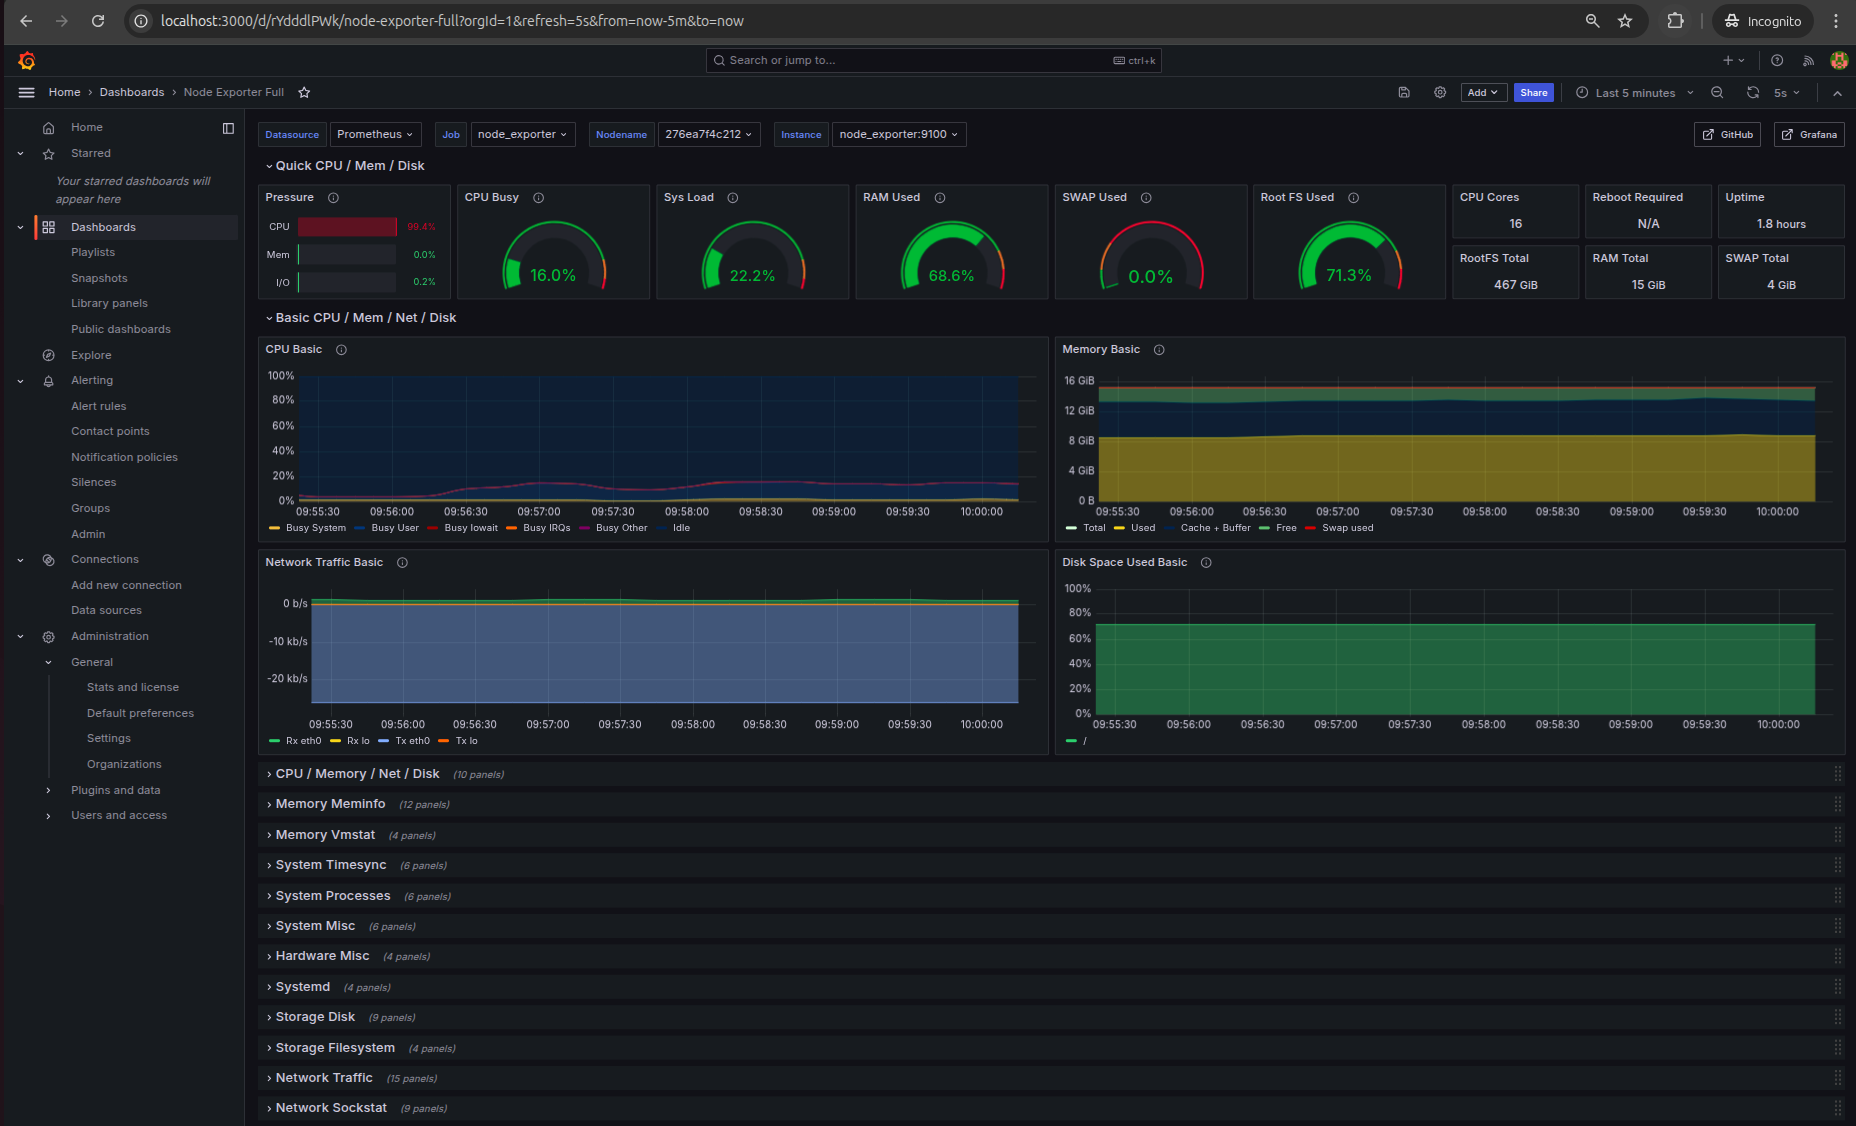 localhost:3000/d/rYdddlPWk/node-exporter-full?orgId=1&refresh=5s&from=now-5m&to=now
Incognito
Search or jump to...
ctrl+k
Home › Dashboards › Node Exporter Full
Add
Share
Last 5 minutes
5s
Home
Starred
Your starred dashboards will
appear here
Dashboards
Playlists
Snapshots
Library panels
Public dashboards
Explore
Alerting
Alert rules
Contact points
Notification policies
Silences
Groups
Admin
Connections
Add new connection
Data sources
Administration
General
Stats and license
Default preferences
Settings
Organizations
Plugins and data
Users and access
Datasource Prometheus Job node_exporter Nodename 276ea7f4c212 Instance node_exporter:9100
GitHub
Grafana
Quick CPU / Mem / Disk
Pressure
CPU 99.4%
Mem 0.0%
I/O 0.2%
CPU Busy
16.0%
Sys Load
22.2%
RAM Used
68.6%
SWAP Used
0.0%
Root FS Used
71.3%
CPU Cores
16
Reboot Required
N/A
Uptime
1.8 hours
RootFS Total
467 GiB
RAM Total
15 GiB
SWAP Total
4 GiB
Basic CPU / Mem / Net / Disk
CPU Basic
100%
80%
60%
40%
20%
0%
09:55:30 09:56:00 09:56:30 09:57:00 09:57:30 09:58:00 09:58:30 09:59:00 09:59:30 10:00:00
Busy System Busy User Busy Iowait Busy IRQs Busy Other Idle
Memory Basic
16 GiB
12 GiB
8 GiB
4 GiB
0 B
09:55:30 09:56:00 09:56:30 09:57:00 09:57:30 09:58:00 09:58:30 09:59:00 09:59:30 10:00:00
Total Used Cache + Buffer Free Swap used
Network Traffic Basic
0 b/s
-10 kb/s
-20 kb/s
09:55:30 09:56:00 09:56:30 09:57:00 09:57:30 09:58:00 09:58:30 09:59:00 09:59:30 10:00:00
Rx eth0 Rx lo Tx eth0 Tx lo
Disk Space Used Basic
100%
80%
60%
40%
20%
0%
09:55:30 09:56:00 09:56:30 09:57:00 09:57:30 09:58:00 09:58:30 09:59:00 09:59:30 10:00:00
/
CPU / Memory / Net / Disk (10 panels)
Memory Meminfo (12 panels)
Memory Vmstat (4 panels)
System Timesync (6 panels)
System Processes (6 panels)
System Misc (6 panels)
Hardware Misc (4 panels)
Systemd (4 panels)
Storage Disk (9 panels)
Storage Filesystem (4 panels)
Network Traffic (15 panels)
Network Sockstat (9 panels)